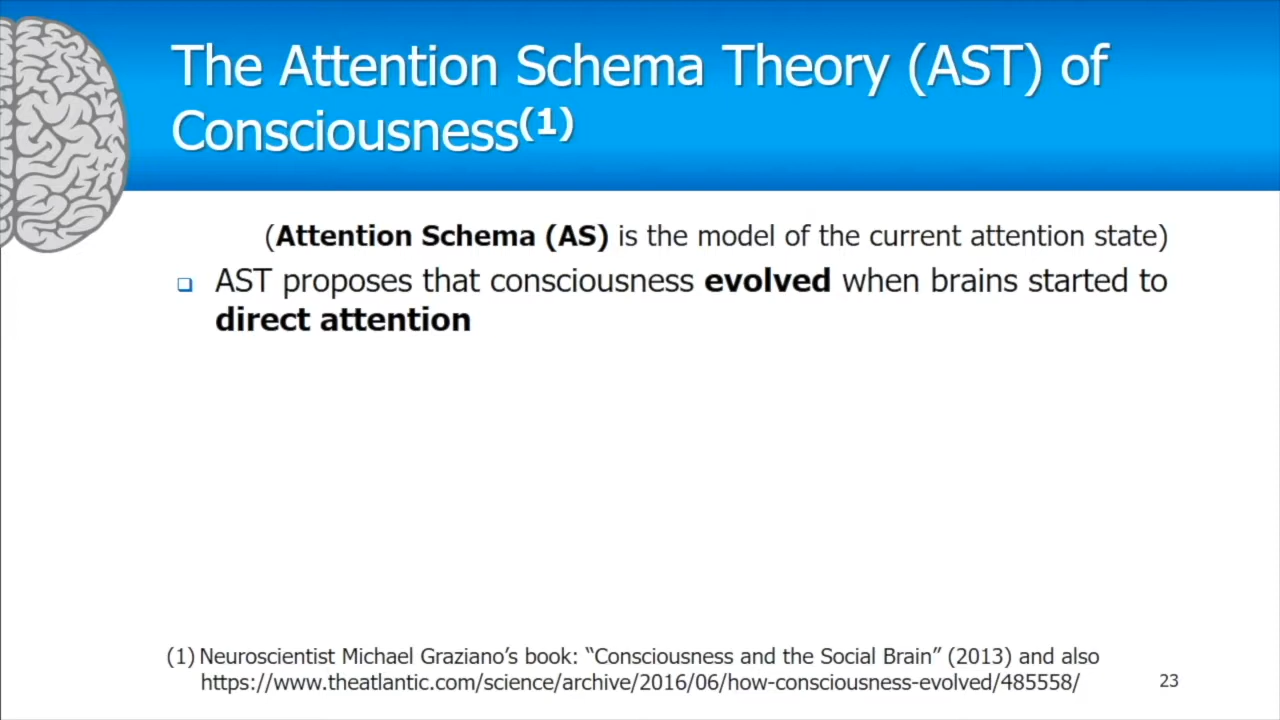 The Attention Schema Theory (AST) of
Consciousness(1)
(Attention Schema (AS) is the model of the current attention state)
❑ AST proposes that consciousness evolved when brains started to
direct attention
(1) Neuroscientist Michael Graziano’s book: “Consciousness and the Social Brain” (2013) and also
https://www.theatlantic.com/science/archive/2016/06/how-consciousness-evolved/485558/
23